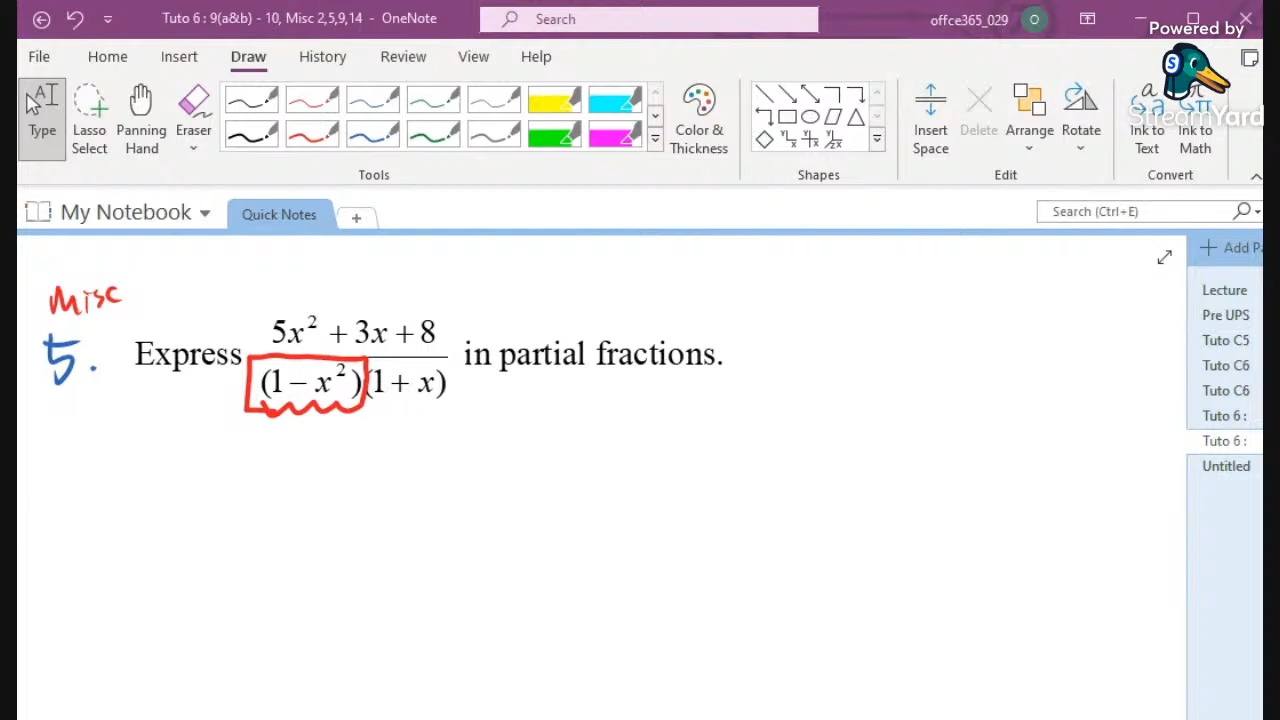 Tuto 6 : 9(a&b) - 10, Misc 2,5,9,14 - OneNote
Search
offce365_029
O
Powered by
StreamYard
File Home Insert Draw History Review View Help
Type
Lasso Select
Panning Hand
Eraser
Color & Thickness
Insert Space
Delete
Arrange
Rotate
Ink to Text
Ink to Math
Tools
Shapes
Edit
Convert
My Notebook
Quick Notes
Search (Ctrl+E)
Add Pa
Lecture
Pre UPS
Tuto C5
Tuto C6
Tuto C6
Tuto 6 :
Tuto 6 :
Untitled
Misc
5. Express (5x² + 3x + 8)/((1 − x²)(1 + x)) in partial fractions.